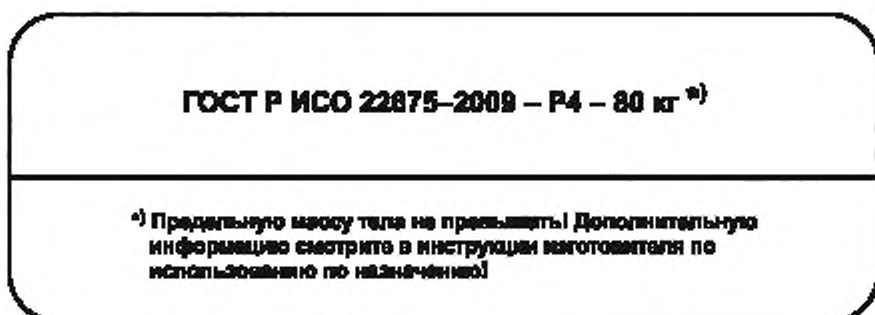 ГОСТ Р ИСО 22675–2009 – Р4 – 80 кг *)
*) Предельную массу тела не превышать! Дополнительную
информацию смотрите в инструкции изготовителя по
использованию по назначению!